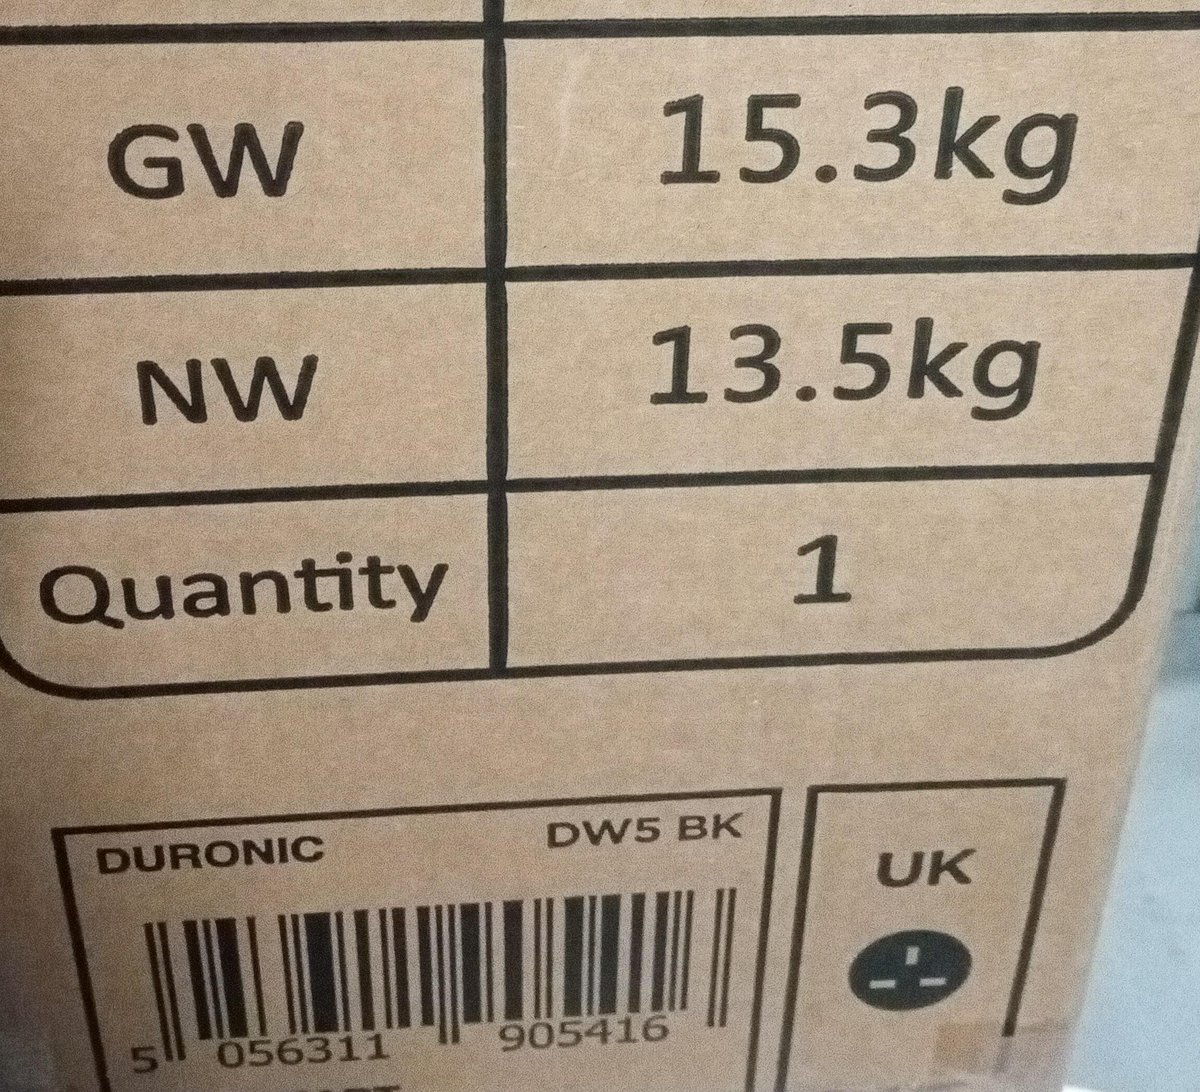 GW 15.3kg
NW 13.5kg
Quantity 1
DURONIC DW5 BK
UK
5 056311 905416